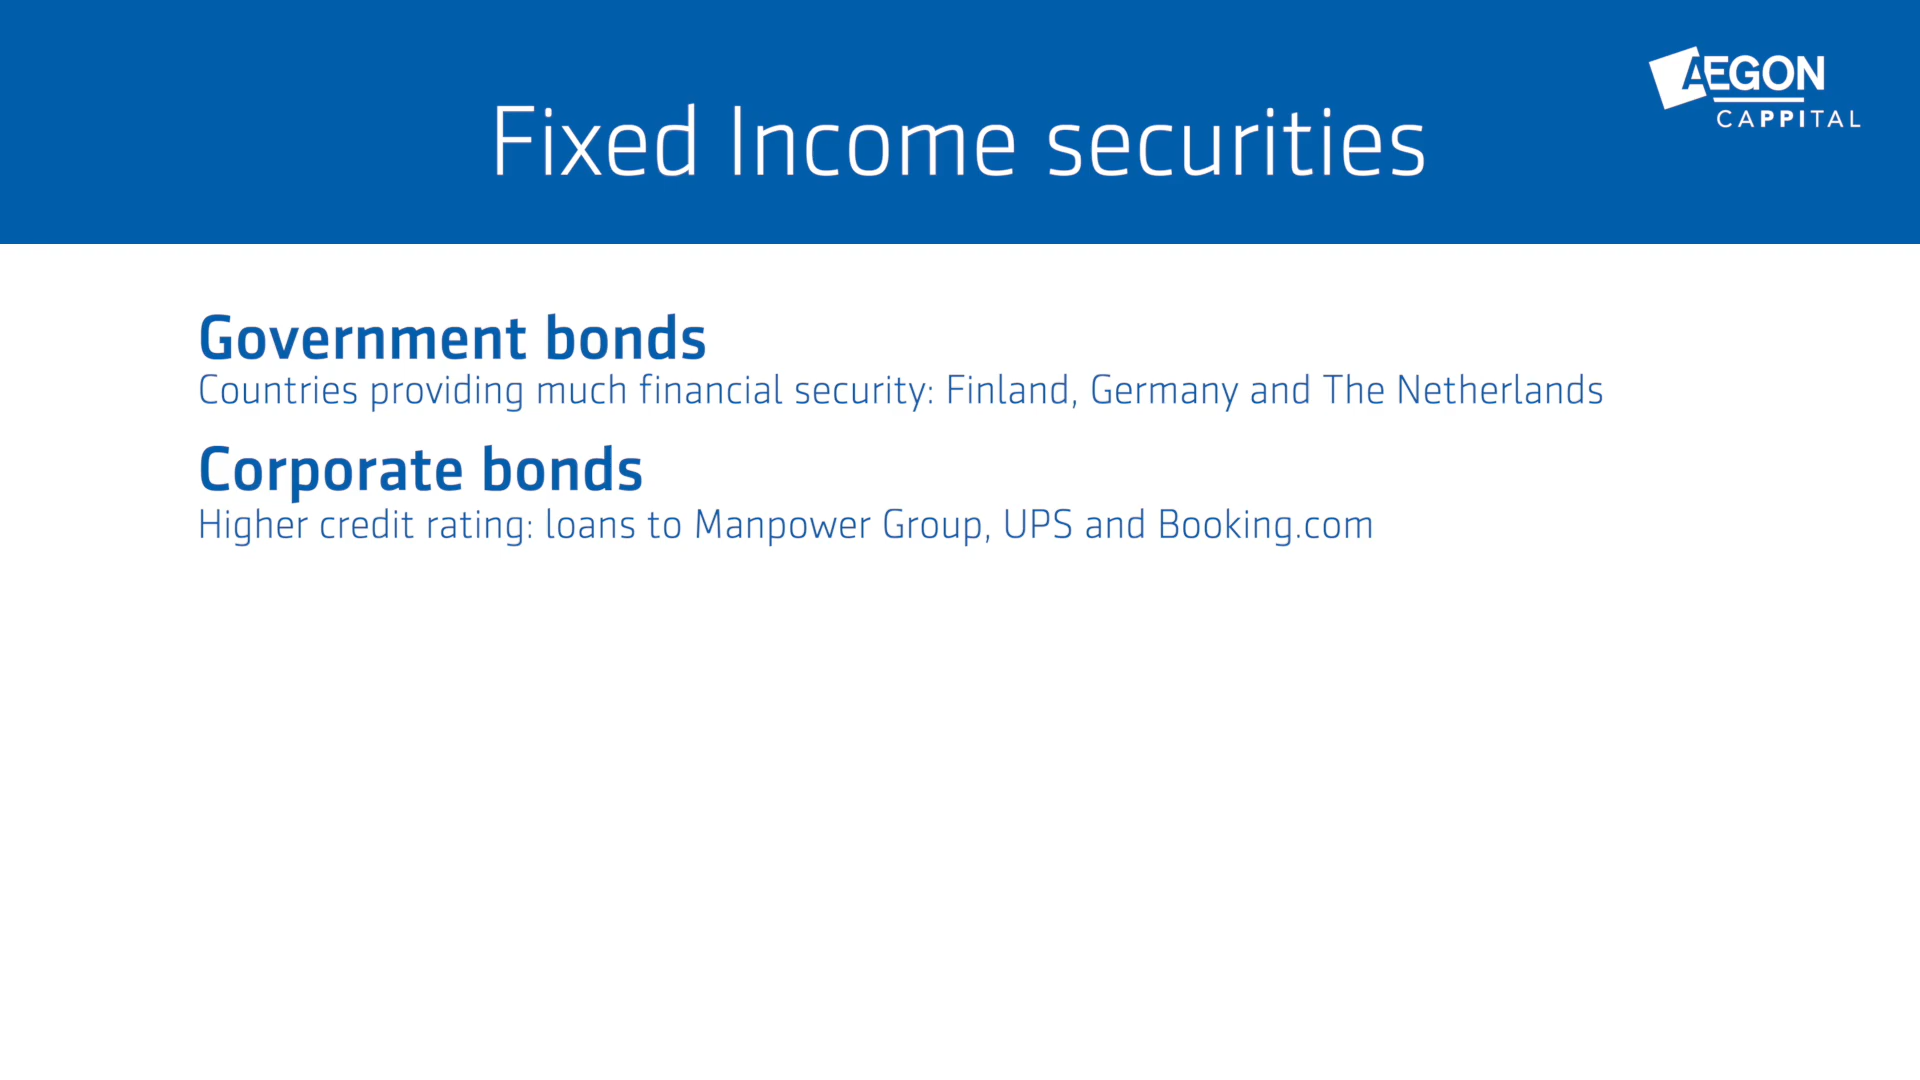 AEGON
CAPPITAL
Fixed Income securities
Government bonds
Countries providing much financial security: Finland, Germany and The Netherlands
Corporate bonds
Higher credit rating: loans to Manpower Group, UPS and Booking.com